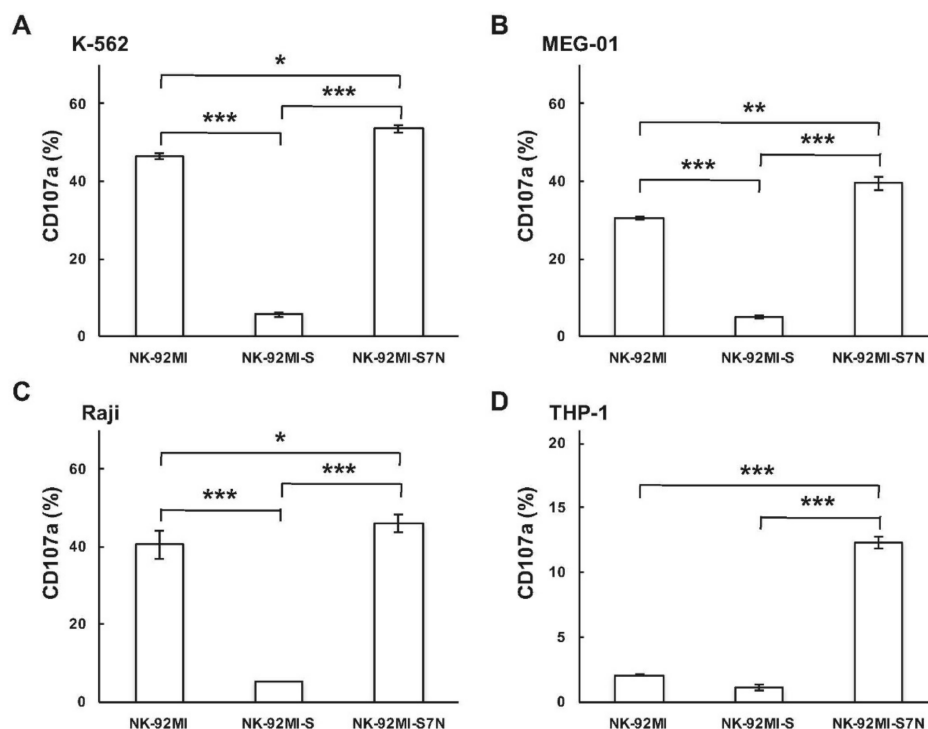 A
K-562
CD107a (%)
60
40
20
0
*
***
***
NK-92MI NK-92MI-S NK-92MI-S7N
B
MEG-01
CD107a (%)
60
40
20
0
**
***
***
NK-92MI NK-92MI-S NK-92MI-S7N
C
Raji
CD107a (%)
60
40
20
0
*
***
***
NK-92MI NK-92MI-S NK-92MI-S7N
D
THP-1
CD107a (%)
20
15
10
5
0
***
***
NK-92MI NK-92MI-S NK-92MI-S7N